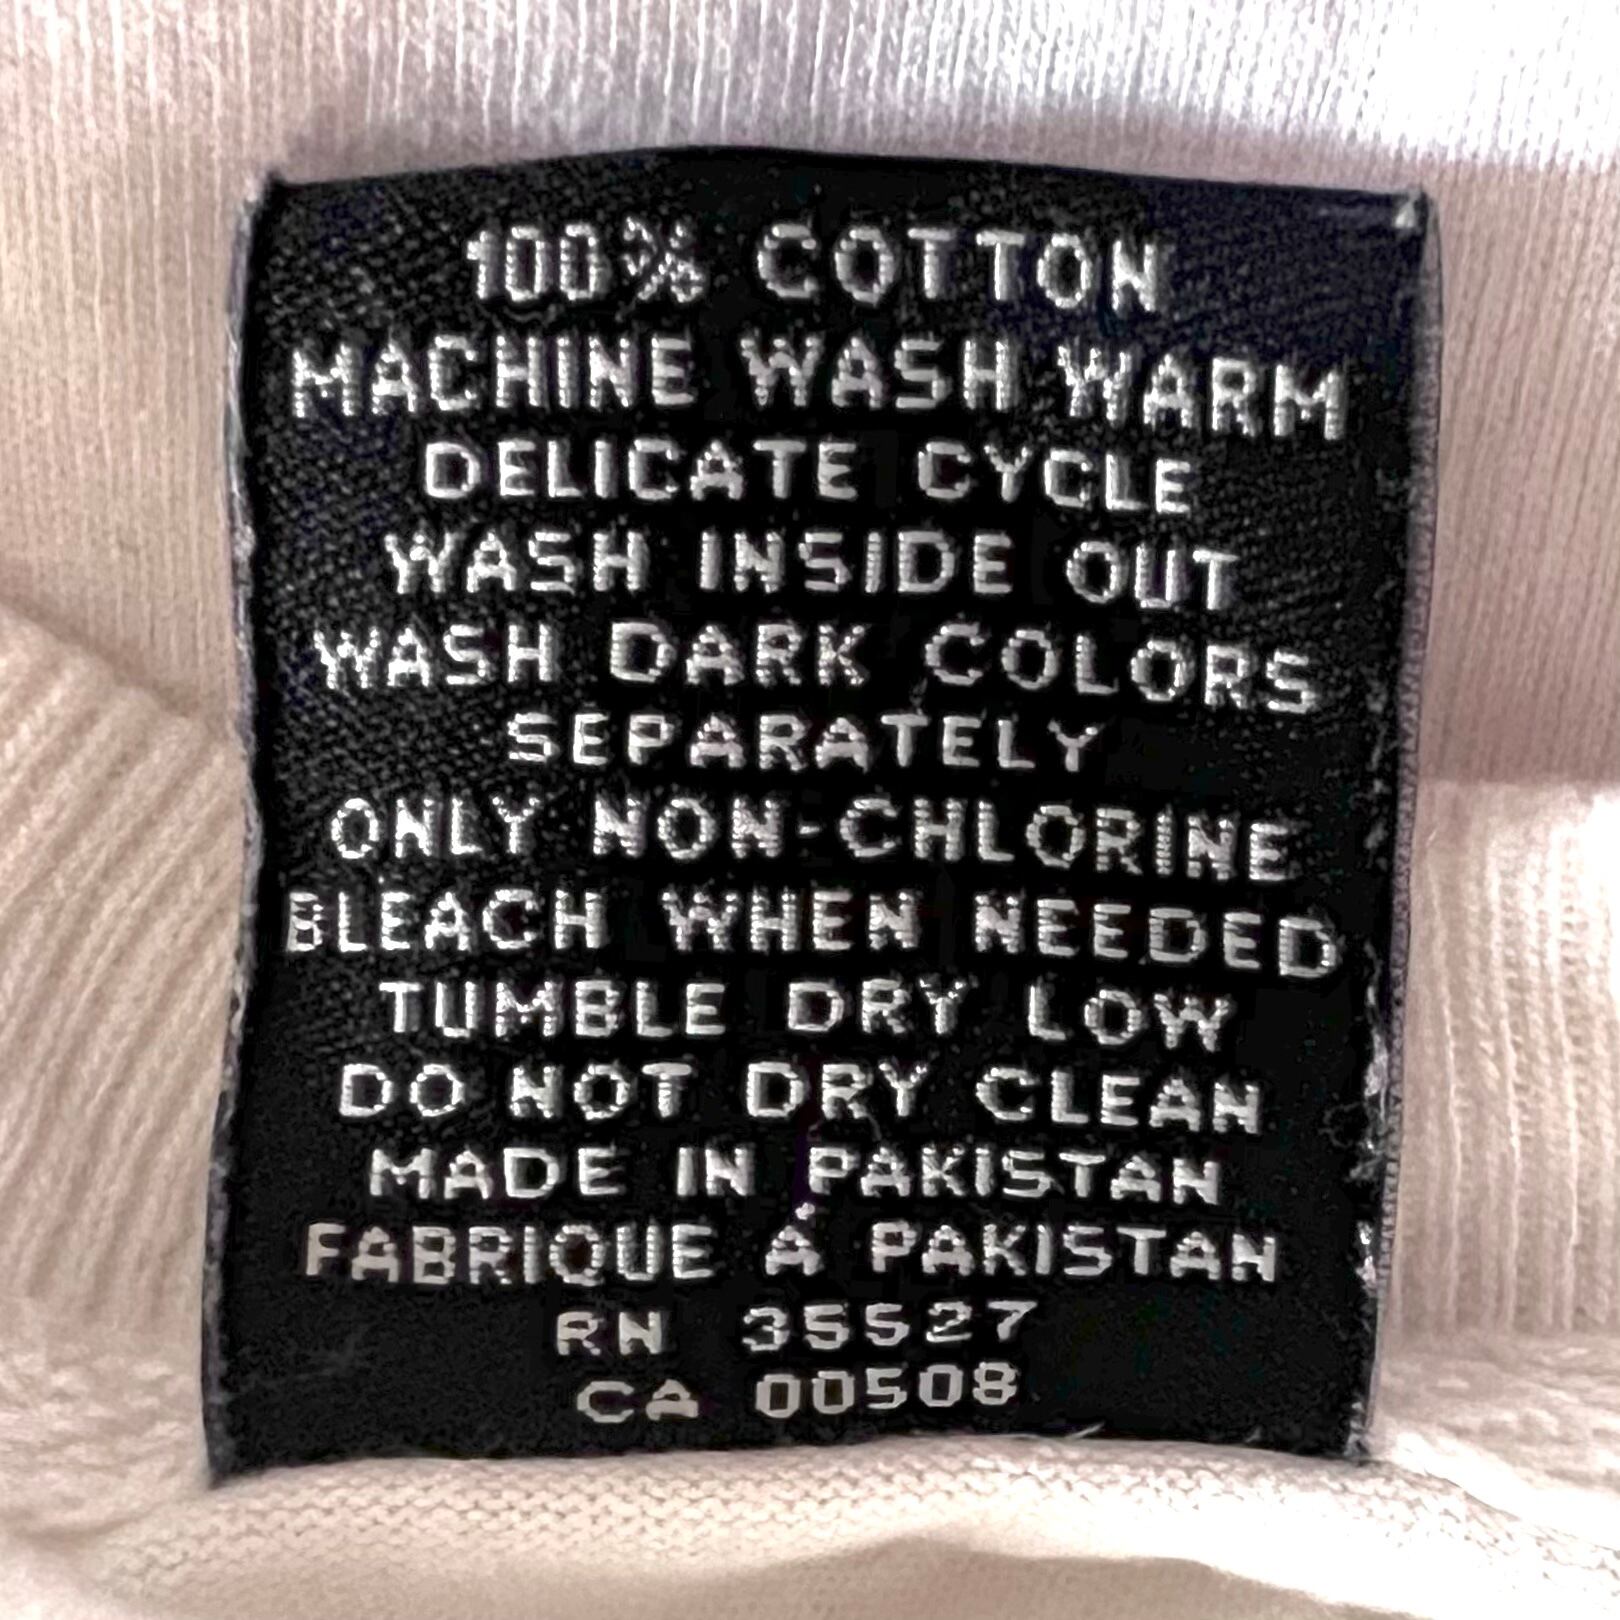 100% COTTON
MACHINE WASH WARM
DELICATE CYCLE
WASH INSIDE OUT
WASH DARK COLORS
SEPARATELY
ONLY NON-CHLORINE
BLEACH WHEN NEEDED
TUMBLE DRY LOW
DO NOT DRY CLEAN
MADE IN PAKISTAN
FABRIQUE Á PAKISTAN
RN 35527
CA 00508